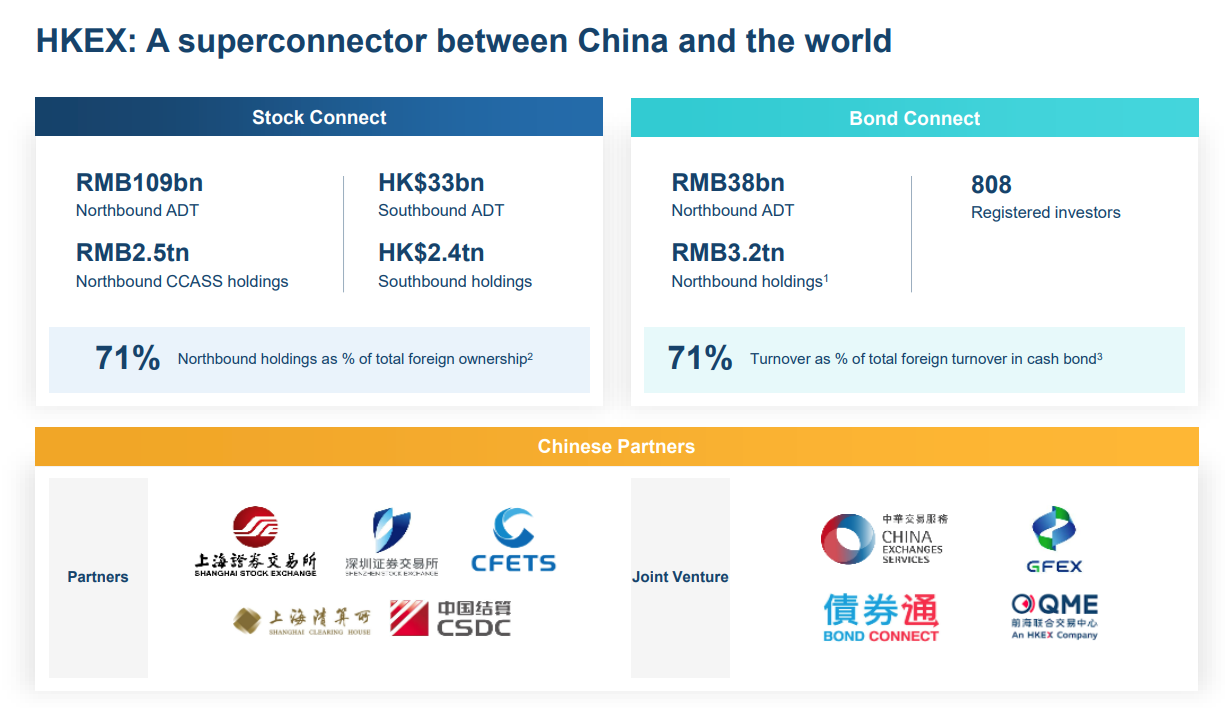 HKEX: A superconnector between China and the world
Stock Connect
RMB109bn
Northbound ADT
RMB2.5tn
Northbound CCASS holdings
HK$33bn
Southbound ADT
HK$2.4tn
Southbound holdings
71% Northbound holdings as % of total foreign ownership²
Bond Connect
RMB38bn
Northbound ADT
RMB3.2tn
Northbound holdings¹
808
Registered investors
71% Turnover as % of total foreign turnover in cash bond³
Chinese Partners
Partners
上海證券交易所
SHANGHAI STOCK EXCHANGE
深圳证券交易所
SHENZHEN STOCK EXCHANGE
CFETS
上海清算所
SHANGHAI CLEARING HOUSE
中国结算
CSDC
Joint Venture
中華交易服務
CHINA
EXCHANGES
SERVICES
GFEX
債券通
BOND CONNECT
QME
前海联合交易中心
An HKEX Company